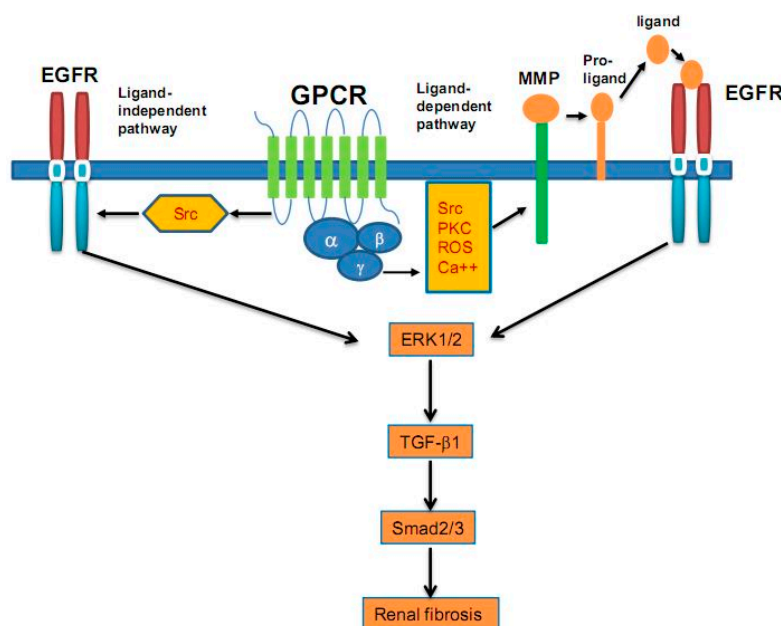 EGFR
Ligand-
independent
pathway
GPCR
Ligand-
dependent
pathway
MMP
Pro-
ligand
ligand
EGFR
Src
α
β
γ
Src
PKC
ROS
Ca++
ERK1/2
TGF-β1
Smad2/3
Renal fibrosis